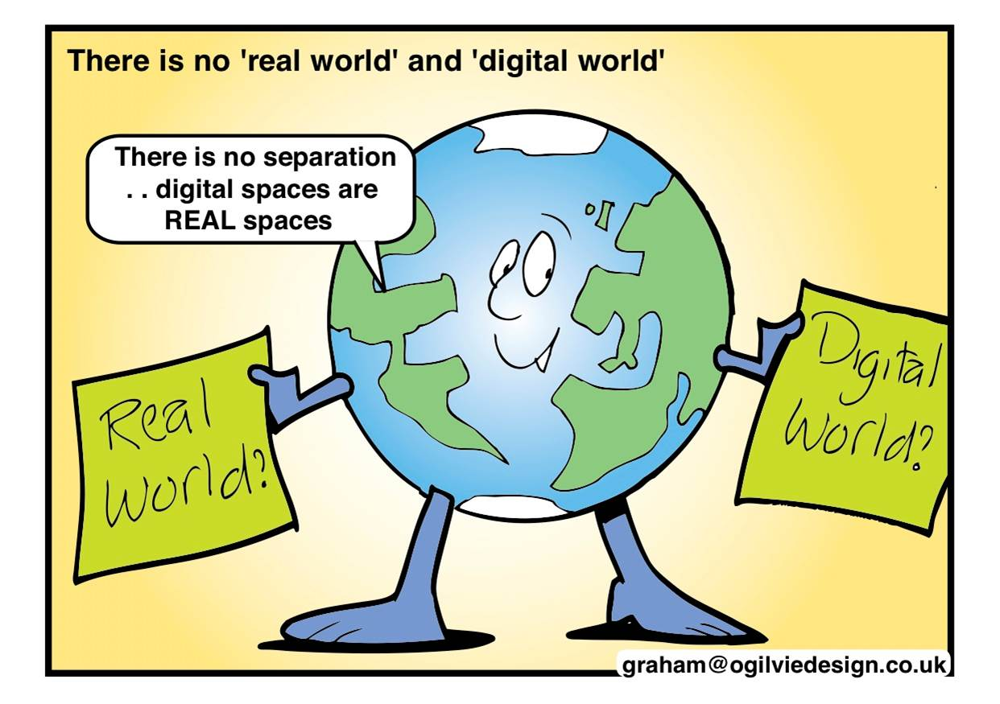 There is no 'real world' and 'digital world'
There is no separation
. . digital spaces are
REAL spaces
Real
World?
Digital
World?
graham@ogilviedesign.co.uk